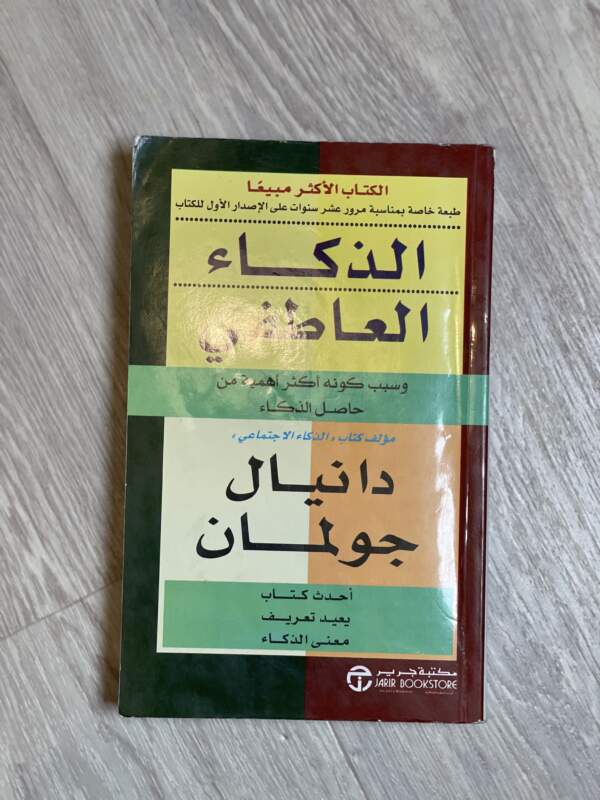 الكتاب الأكثر مبيعًا
طبعة خاصة بمناسبة مرور عشر سنوات على الإصدار الأول للكتاب
الذكاء
العاطفي
وسبب كونه أكثر أهمية من
حاصل الذكاء
مؤلف كتاب «الذكاء الاجتماعي»
دانيال
جولمان
أحدث كتاب
يعيد تعريف
معنى الذكاء
مكتبة جرير
JARIR BOOKSTORE